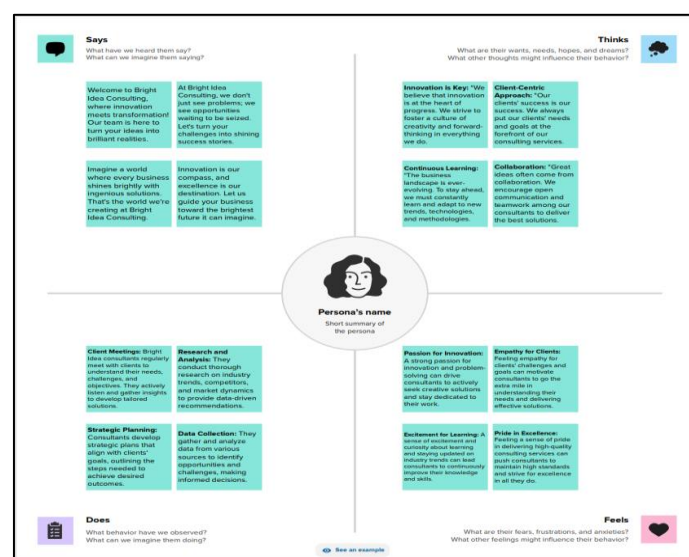 Says
What have we heard them say?
What can we imagine them saying?
Welcome to Bright
Idea Consulting,
where innovation
meets transformation!
Our team is here to
turn your ideas into
brilliant realities.
At Bright Idea
Consulting, we don't
just see problems; we
see opportunities
waiting to be seized.
Let's turn your
challenges into shining
success stories.
Imagine a world
where every business
shines brightly with
ingenious solutions.
That's the world we're
creating at Bright
Idea Consulting.
Innovation is our
compass, and
excellence is our
destination. Let us
guide your business
toward the brightest
future it can imagine.
Thinks
What are their wants, needs, hopes, and dreams?
What other thoughts might influence their behavior?
Innovation is Key: "We
believe that innovation
is at the heart of
progress. We strive to
foster a culture of
creativity and forward-
thinking in everything
we do.
Client-Centric
Approach: "Our
clients' success is our
success. We always
put our clients' needs
and goals at the
forefront of our
consulting services.
Continuous Learning:
"The business
landscape is ever-
evolving. To stay ahead,
we must constantly
learn and adapt to new
trends, technologies,
and methodologies.
Collaboration: "Great
ideas often come from
collaboration. We
encourage open
communication and
teamwork among our
consultants to deliver
the best solutions.
Persona's name
Short summary of
the persona
Client Meetings: Bright
Idea consultants regularly
meet with clients to
understand their needs,
challenges, and
objectives. They actively
listen and gather insights
to develop tailored
solutions.
Research and
Analysis: They
conduct thorough
research on industry
trends, competitors,
and market dynamics
to provide data-driven
recommendations.
Strategic Planning:
Consultants develop
strategic plans that
align with clients'
goals, outlining the
steps needed to
achieve desired
outcomes.
Data Collection: They
gather and analyze
data from various
sources to identify
opportunities and
challenges, making
informed decisions.
Does
What behavior have we observed?
What can we imagine them doing?
Passion for Innovation:
A strong passion for
innovation and problem-
solving can drive
consultants to actively
seek creative solutions
and stay dedicated to
their work.
Empathy for Clients:
Feeling empathy for
clients' challenges and
goals can motivate
consultants to go the
extra mile in
understanding their
needs and delivering
effective solutions.
Excitement for Learning: A
sense of excitement and
curiosity about learning
and staying updated on
industry trends can lead
consultants to continuously
improve their knowledge
and skills.
Pride in Excellence:
Feeling a sense of pride
in delivering high-quality
consulting services can
push consultants to
maintain high standards
and strive for excellence
in all they do.
Feels
What are their fears, frustrations, and anxieties?
What other feelings might influence their behavior?
See an example